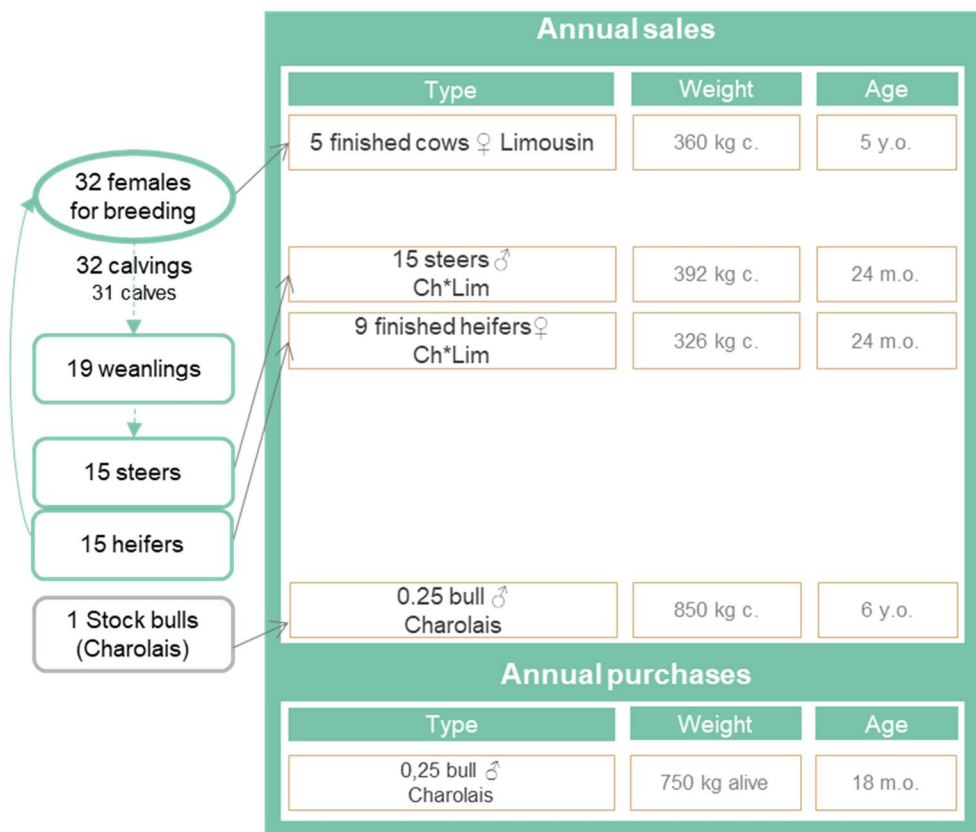 Annual sales
Type
Weight
Age
5 finished cows ♀ Limousin
360 kg c.
5 y.o.
32 females
for breeding
32 calvings
31 calves
15 steers ♂
Ch*Lim
392 kg c.
24 m.o.
9 finished heifers♀
Ch*Lim
326 kg c.
24 m.o.
19 weanlings
15 steers
15 heifers
1 Stock bulls
(Charolais)
0.25 bull ♂
Charolais
850 kg c.
6 y.o.
Annual purchases
Type
Weight
Age
0,25 bull ♂
Charolais
750 kg alive
18 m.o.